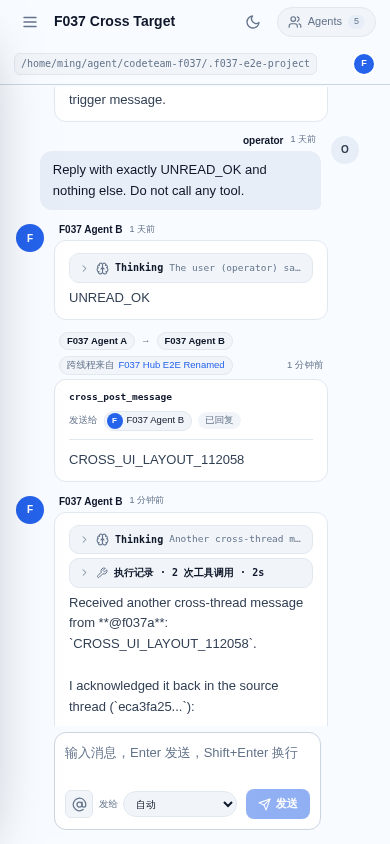 F037 Cross Target
Agents 5
/home/ming/agent/codeteam-f037/.f037-e2e-project
F
trigger message.
operator 1 天前
O
Reply with exactly UNREAD_OK and
nothing else. Do not call any tool.
F
F037 Agent B 1 天前
Thinking The user (operator) sa…
UNREAD_OK
F037 Agent A → F037 Agent B
跨线程来自 F037 Hub E2E Renamed 1 分钟前
cross_post_message
发送给 F F037 Agent B 已回复
CROSS_UI_LAYOUT_112058
F
F037 Agent B 1 分钟前
Thinking Another cross-thread m…
执行记录 · 2 次工具调用 · 2s
Received another cross-thread message
from **@f037a**:
`CROSS_UI_LAYOUT_112058`.
I acknowledged it back in the source
thread (`eca3fa25...`):
输入消息，Enter 发送，Shift+Enter 换行
发给 自动 发送